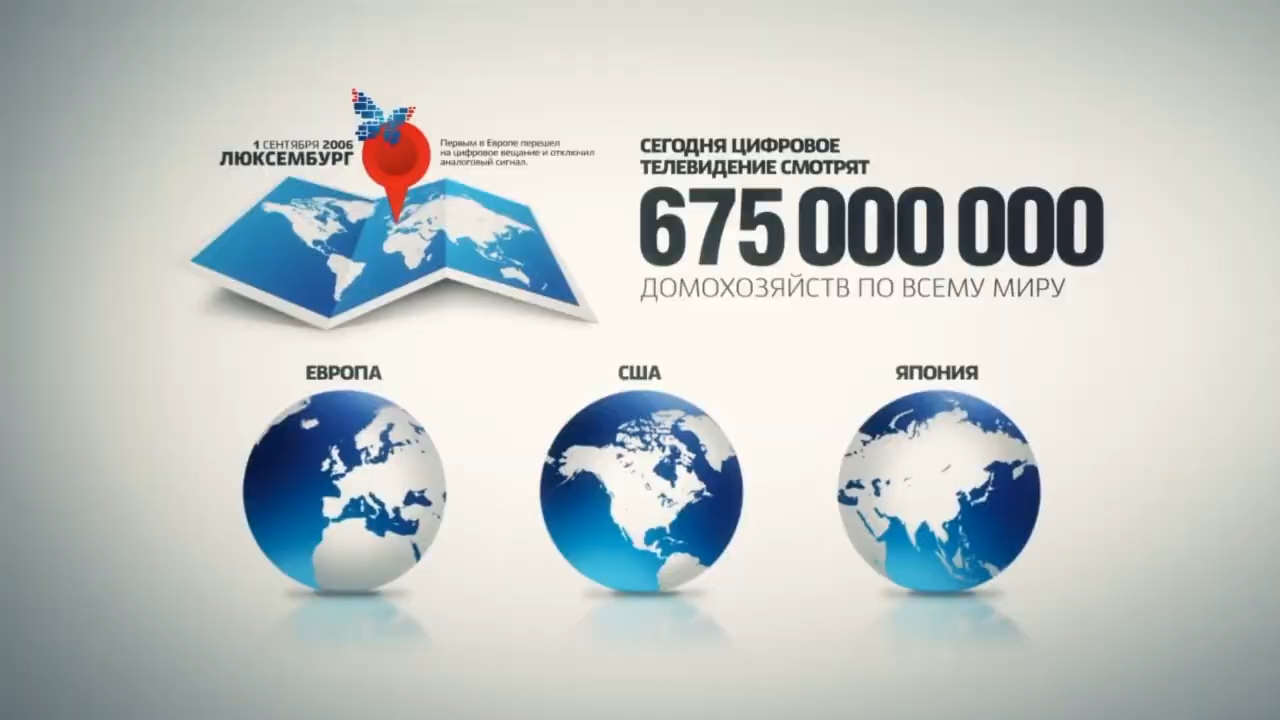 1 СЕНТЯБРЯ 2006
ЛЮКСЕМБУРГ
Первым в Европе перешел
на цифровое вещание и отключил
аналоговый сигнал.
СЕГОДНЯ ЦИФРОВОЕ
ТЕЛЕВИДЕНИЕ СМОТРЯТ
675 000 000
ДОМОХОЗЯЙСТВ ПО ВСЕМУ МИРУ
ЕВРОПА
США
ЯПОНИЯ